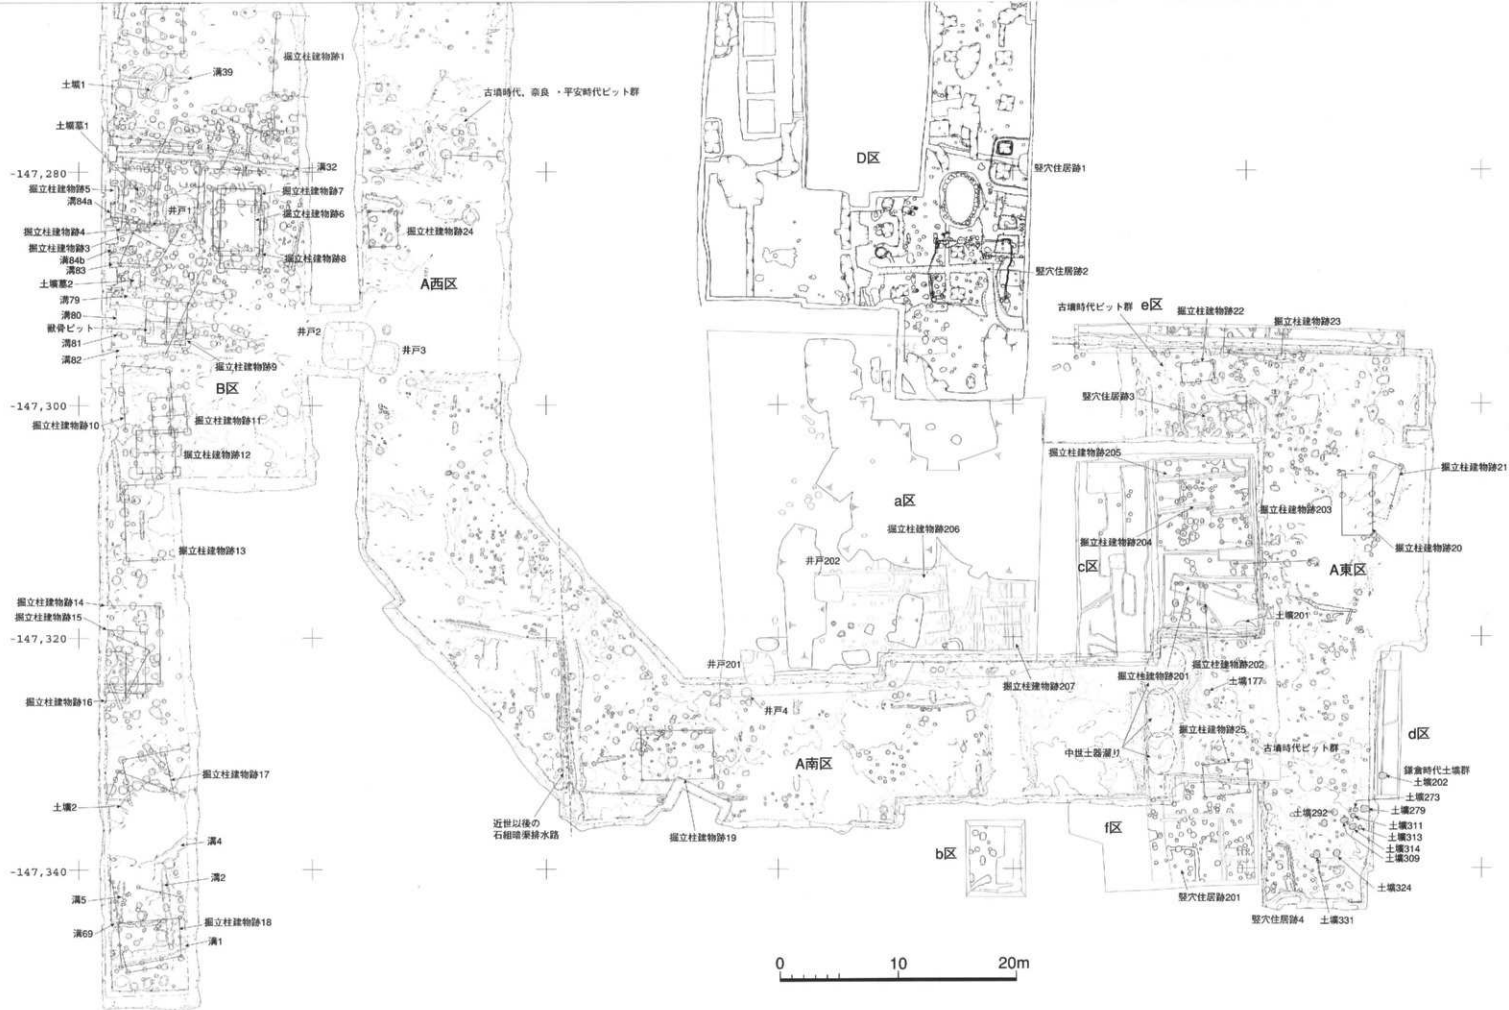 掘立柱建物跡1
溝39
土壙1
古墳時代、奈良・平安時代ピット群
土壙墓1
溝32
D区
竪穴住居跡1
-147,280
掘立柱建物跡5
掘立柱建物跡7
溝84a
井戸1
掘立柱建物跡6
掘立柱建物跡4
掘立柱建物跡24
掘立柱建物跡3
溝84b
掘立柱建物跡8
溝83
竪穴住居跡2
土壙墓2
A西区
溝79
古墳時代ピット群
e区
掘立柱建物跡22
溝80
掘立柱建物跡23
獣骨ピット
井戸2
溝81
井戸3
溝82
掘立柱建物跡9
B区
竪穴住居跡3
-147,300
掘立柱建物跡10
掘立柱建物跡11
掘立柱建物跡12
掘立柱建物跡205
掘立柱建物跡21
a区
掘立柱建物跡203
掘立柱建物跡206
掘立柱建物跡204
掘立柱建物跡20
掘立柱建物跡13
井戸202
c区
A東区
掘立柱建物跡14
掘立柱建物跡15
土壙201
-147,320
井戸201
掘立柱建物跡202
掘立柱建物跡201
土壙177
掘立柱建物跡207
掘立柱建物跡16
井戸4
掘立柱建物跡25
d区
中世土器溜り
古墳時代ピット群
A南区
掘立柱建物跡17
鎌倉時代土壙群
土壙202
土壙273
土壙2
土壙292
土壙279
近世以後の
石組暗渠排水路
掘立柱建物跡19
f区
土壙311
土壙313
溝4
土壙314
b区
土壙309
-147,340
溝2
土壙324
溝5
竪穴住居跡201
掘立柱建物跡18
竪穴住居跡4
土壙331
溝69
溝1
0 10 20m